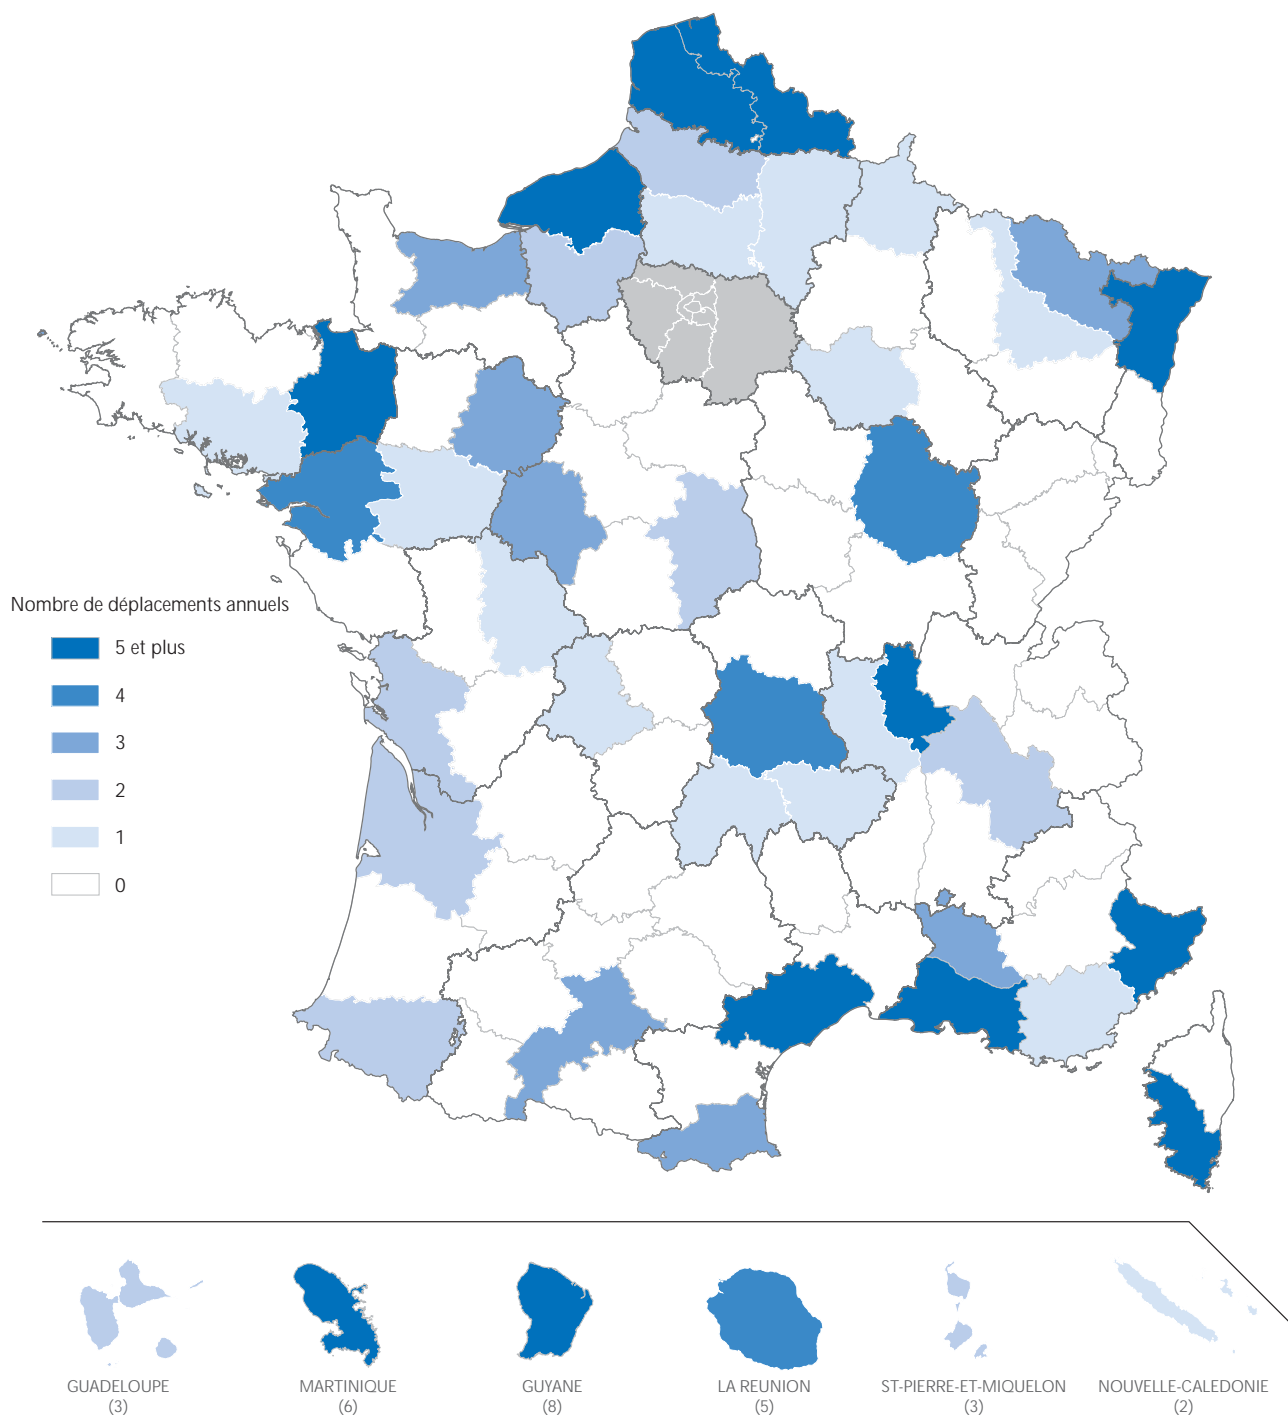 Nombre de déplacements annuels
5 et plus
4
3
2
1
0
GUADELOUPE
(3)
MARTINIQUE
(6)
GUYANE
(8)
LA REUNION
(5)
ST-PIERRE-ET-MIQUELON
(3)
NOUVELLE-CALEDONIE
(2)